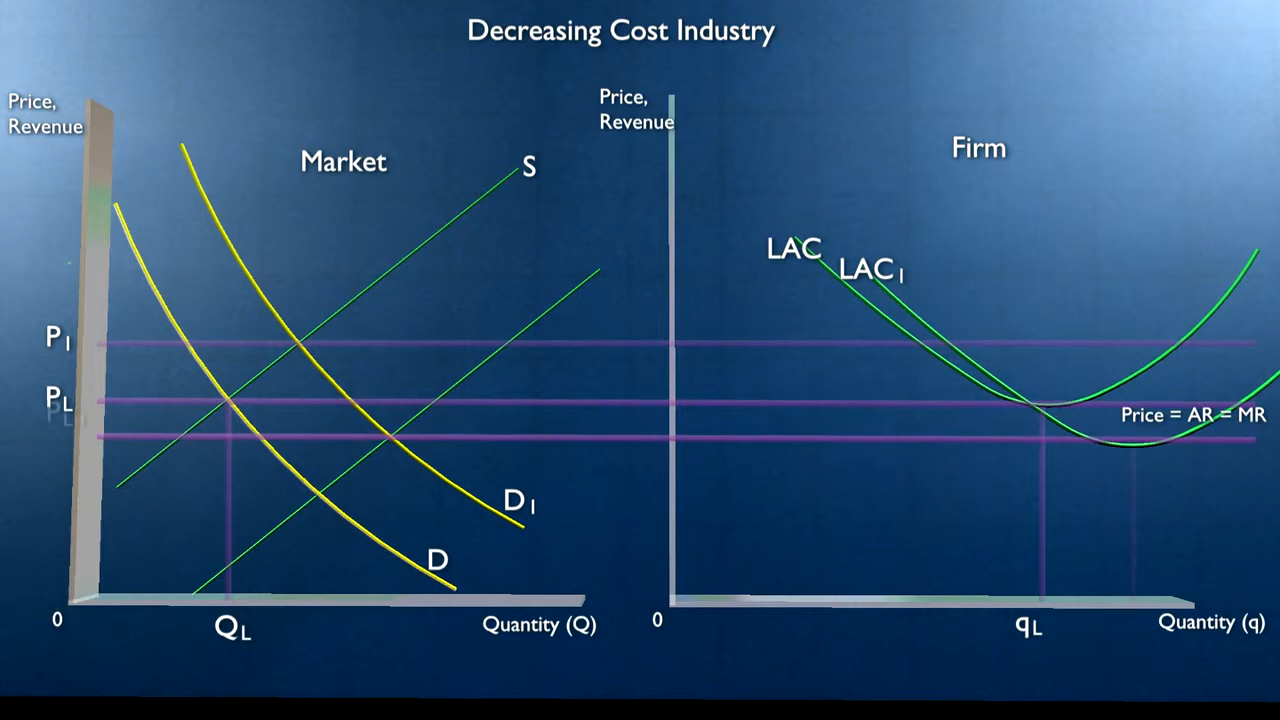 Decreasing Cost Industry
Price,
Revenue
Market
S
P1
PL
D1
D
0
QL
Quantity (Q)
Price,
Revenue
Firm
LAC
LAC1
Price = AR = MR
0
qL
Quantity (q)